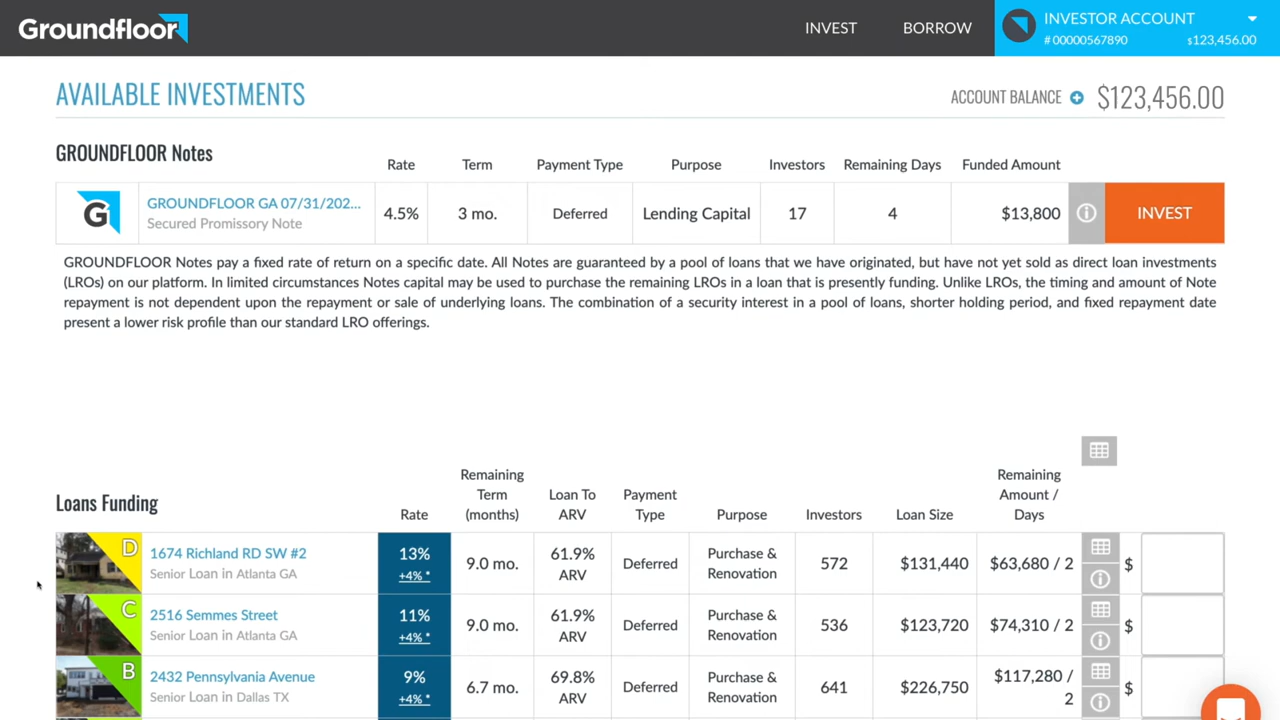 Groundfloor
INVEST
BORROW
INVESTOR ACCOUNT
# 00000567890
$123,456.00
AVAILABLE INVESTMENTS
ACCOUNT BALANCE
$123,456.00
GROUNDFLOOR Notes
Rate
Term
Payment Type
Purpose
Investors
Remaining Days
Funded Amount
G
GROUNDFLOOR GA 07/31/202...
Secured Promissory Note
4.5%
3 mo.
Deferred
Lending Capital
17
4
$13,800
INVEST
GROUNDFLOOR Notes pay a fixed rate of return on a specific date. All Notes are guaranteed by a pool of loans that we have originated, but have not yet sold as direct loan investments
(LROs) on our platform. In limited circumstances Notes capital may be used to purchase the remaining LROs in a loan that is presently funding. Unlike LROs, the timing and amount of Note
repayment is not dependent upon the repayment or sale of underlying loans. The combination of a security interest in a pool of loans, shorter holding period, and fixed repayment date
present a lower risk profile than our standard LRO offerings.
Loans Funding
Rate
Remaining
Term
(months)
Loan To
ARV
Payment
Type
Purpose
Investors
Loan Size
Remaining
Amount /
Days
D
1674 Richland RD SW #2
Senior Loan in Atlanta GA
13%
+4% *
9.0 mo.
61.9%
ARV
Deferred
Purchase &
Renovation
572
$131,440
$63,680 / 2
$
C
2516 Semmes Street
Senior Loan in Atlanta GA
11%
+4% *
9.0 mo.
61.9%
ARV
Deferred
Purchase &
Renovation
536
$123,720
$74,310 / 2
$
B
2432 Pennsylvania Avenue
Senior Loan in Dallas TX
9%
+4% *
6.7 mo.
69.8%
ARV
Deferred
Purchase &
Renovation
641
$226,750
$117,280 /
2
$